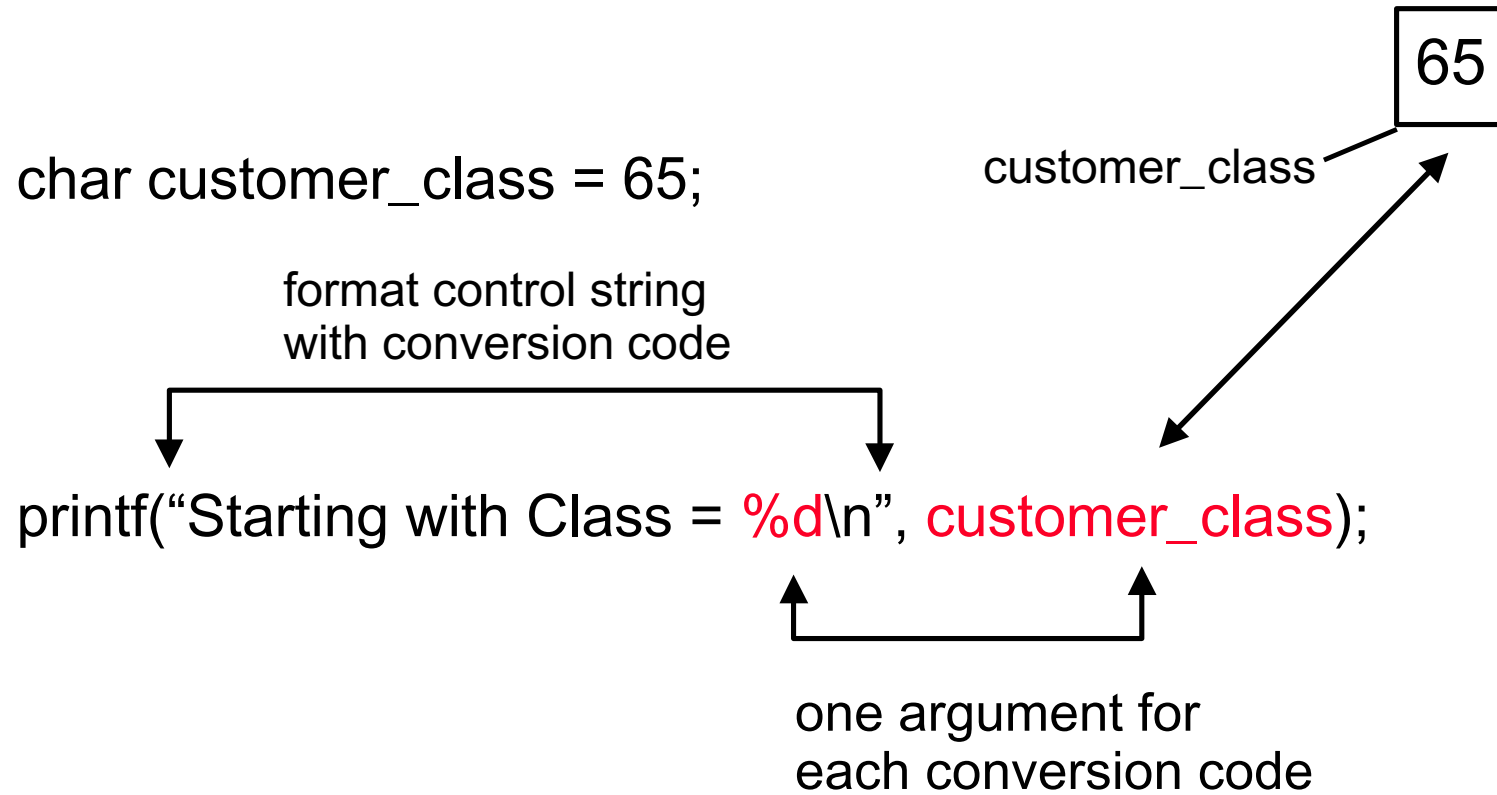 65
customer_class
char customer_class = 65;
format control string
with conversion code
printf(“Starting with Class = %d\n”, customer_class);
one argument for
each conversion code